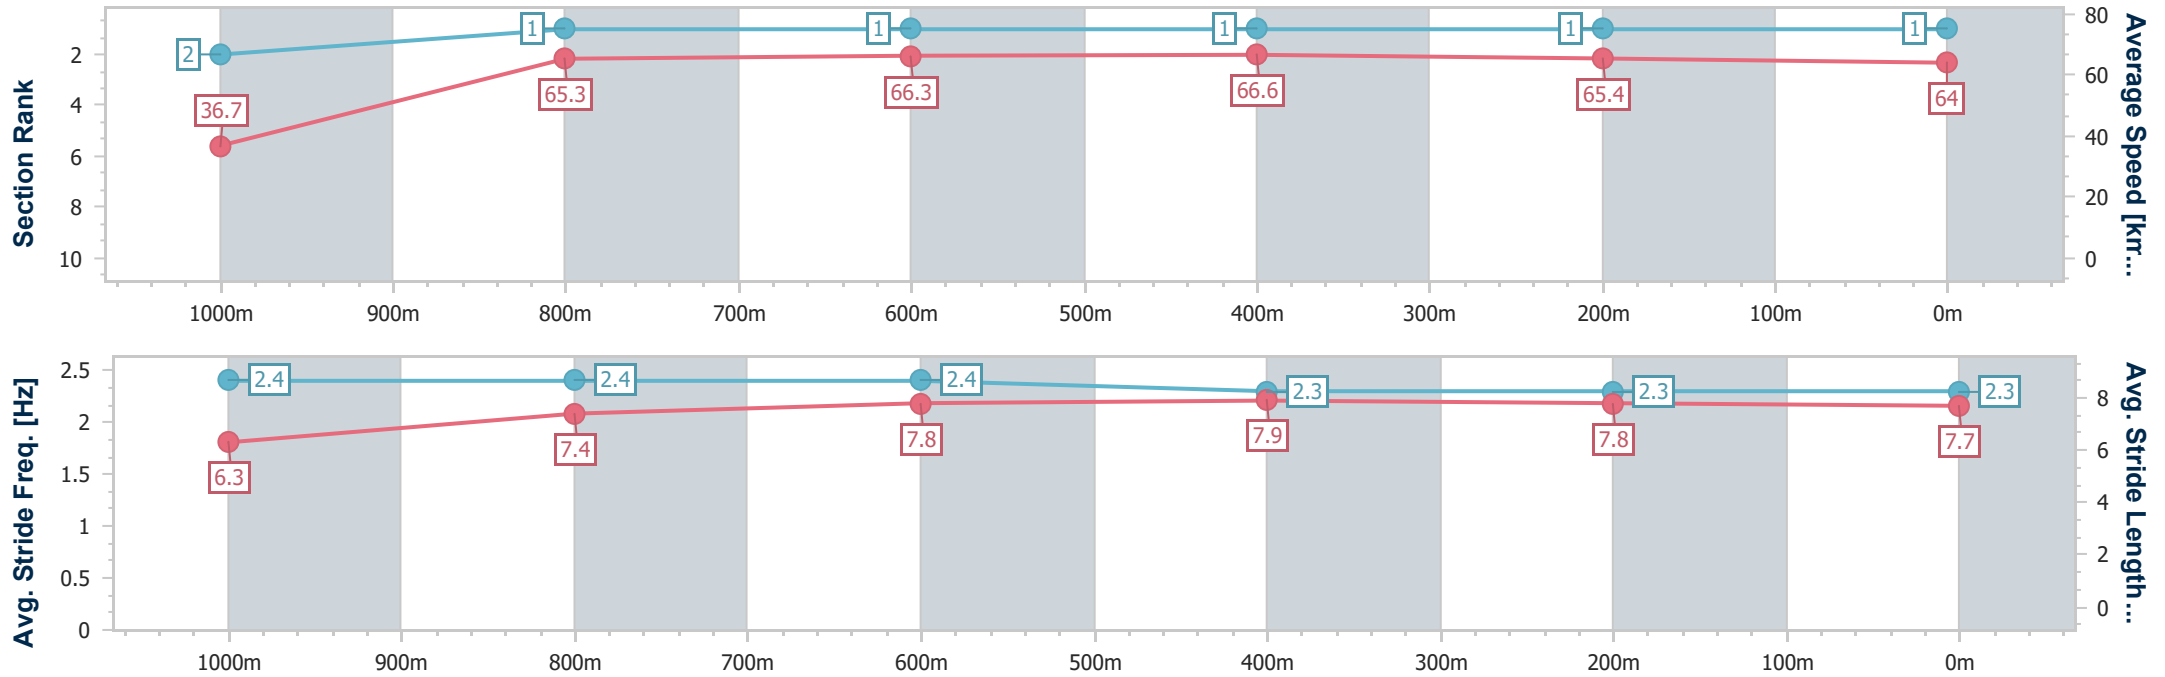 Section Rank
2
4
6
8
10
2
1
1
1
1
1
36.7
65.3
66.3
66.6
65.4
64
80
60
40
20
0
Average Speed [km...
1000m
900m
800m
700m
600m
500m
400m
300m
200m
100m
0m
Avg. Stride Freq. [Hz]
2.5
2
1.5
1
0.5
0
2.4
2.4
2.4
2.3
2.3
2.3
6.3
7.4
7.8
7.9
7.8
7.7
8
6
4
2
0
Avg. Stride Length...
1000m
900m
800m
700m
600m
500m
400m
300m
200m
100m
0m